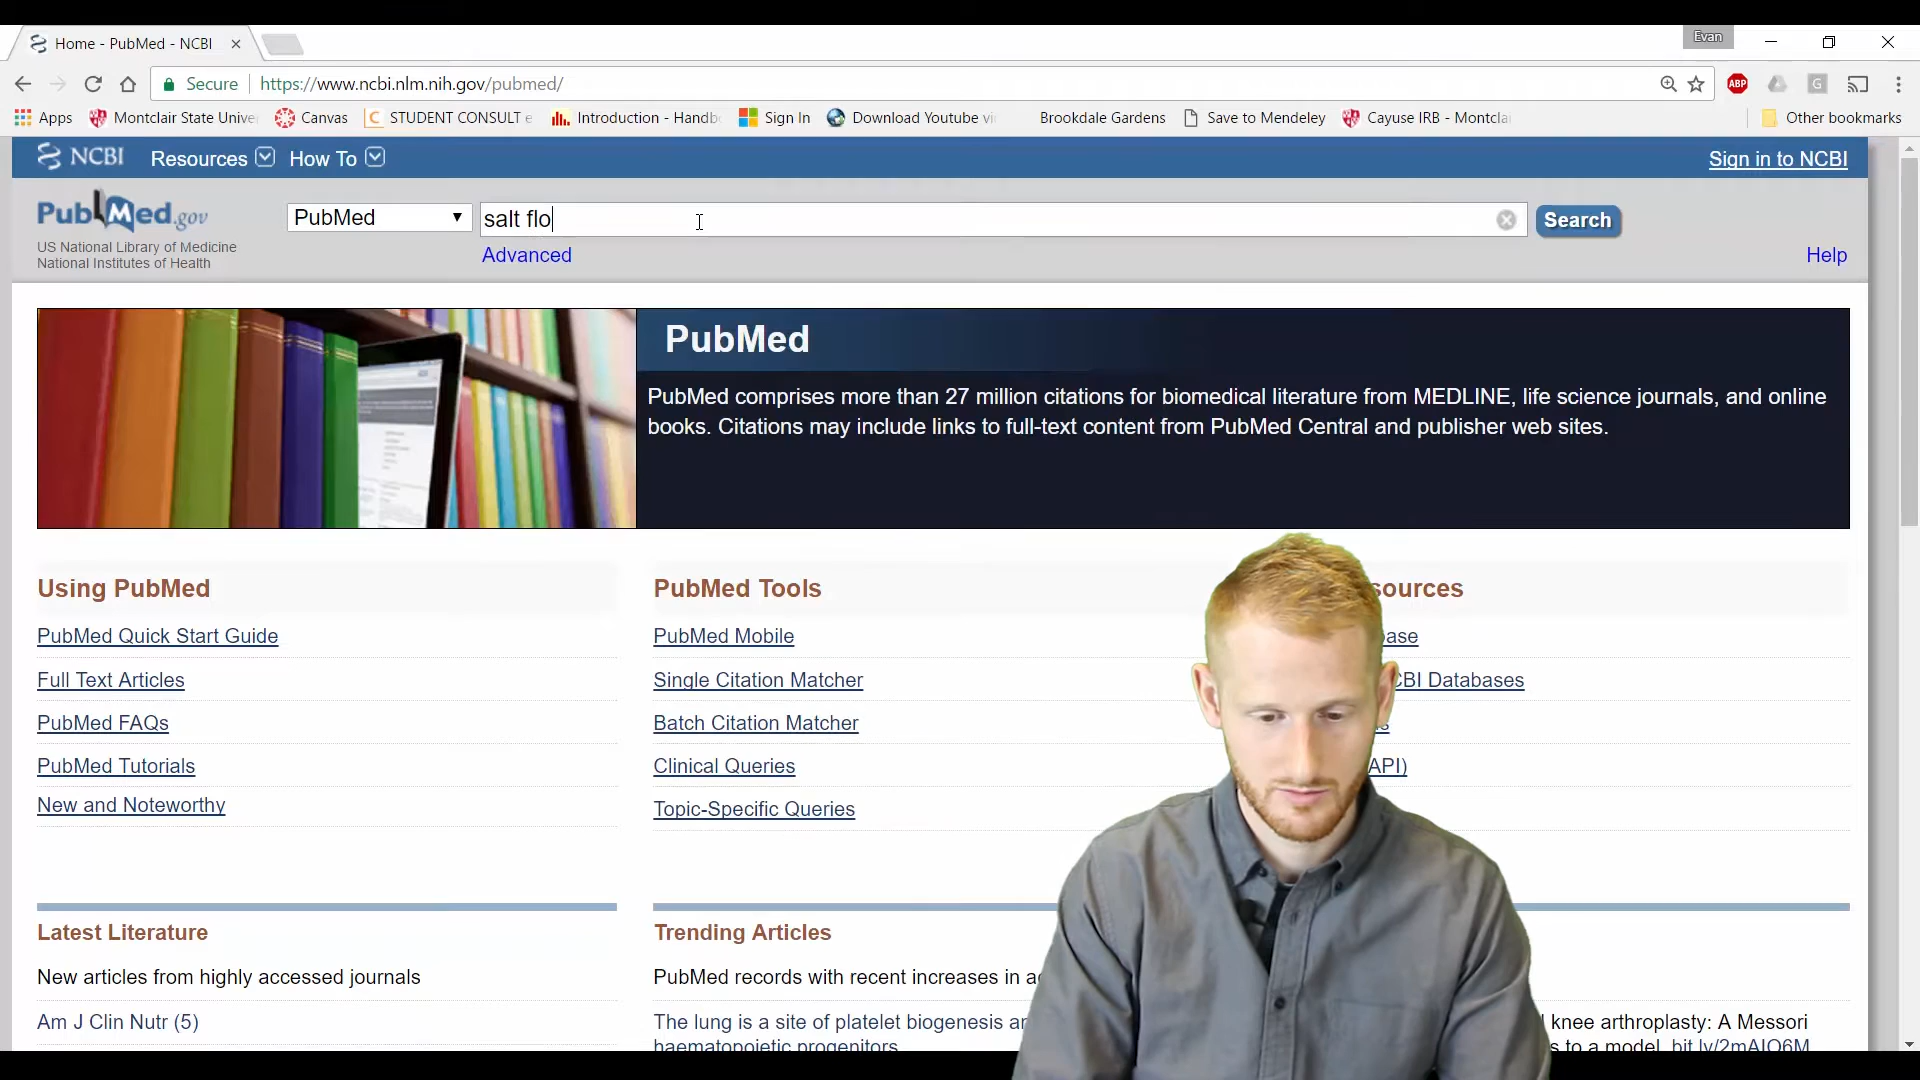 Home - PubMed - NCBI
Evan
Secure https://www.ncbi.nlm.nih.gov/pubmed/
ABP G
Apps Montclair State Unive Canvas STUDENT CONSULT e Introduction - Handb Sign In Download Youtube vi Brookdale Gardens Save to Mendeley Cayuse IRB - Montcla Other bookmarks
NCBI Resources How To Sign in to NCBI
PubMed.gov
US National Library of Medicine
National Institutes of Health
PubMed salt flo Search
Advanced Help
PubMed
PubMed comprises more than 27 million citations for biomedical literature from MEDLINE, life science journals, and online
books. Citations may include links to full-text content from PubMed Central and publisher web sites.
Using PubMed
PubMed Quick Start Guide
Full Text Articles
PubMed FAQs
PubMed Tutorials
New and Noteworthy
PubMed Tools
PubMed Mobile
Single Citation Matcher
Batch Citation Matcher
Clinical Queries
Topic-Specific Queries
sources
base
CBI Databases
s
API)
Latest Literature
New articles from highly accessed journals
Am J Clin Nutr (5)
Trending Articles
PubMed records with recent increases in a
The lung is a site of platelet biogenesis ar
haematopoietic progenitors
knee arthroplasty: A Messori
s to a model. bit.ly/2mAIO6M